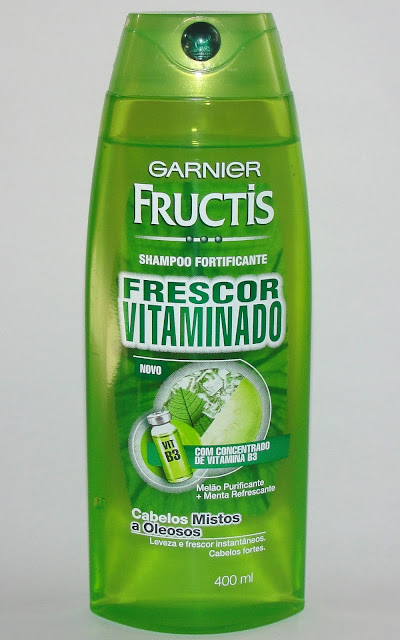 GARNIER
FRUCTiS
SHAMPOO FORTIFICANTE
FRESCOR
VITAMINADO
NOVO
VIT
B3
COM CONCENTRADO
DE VITAMINA B3
Melão Purificante
+ Menta Refrescante
Cabelos Mistos
a Oleosos
Leveza e frescor instantâneos.
Cabelos fortes.
400 ml